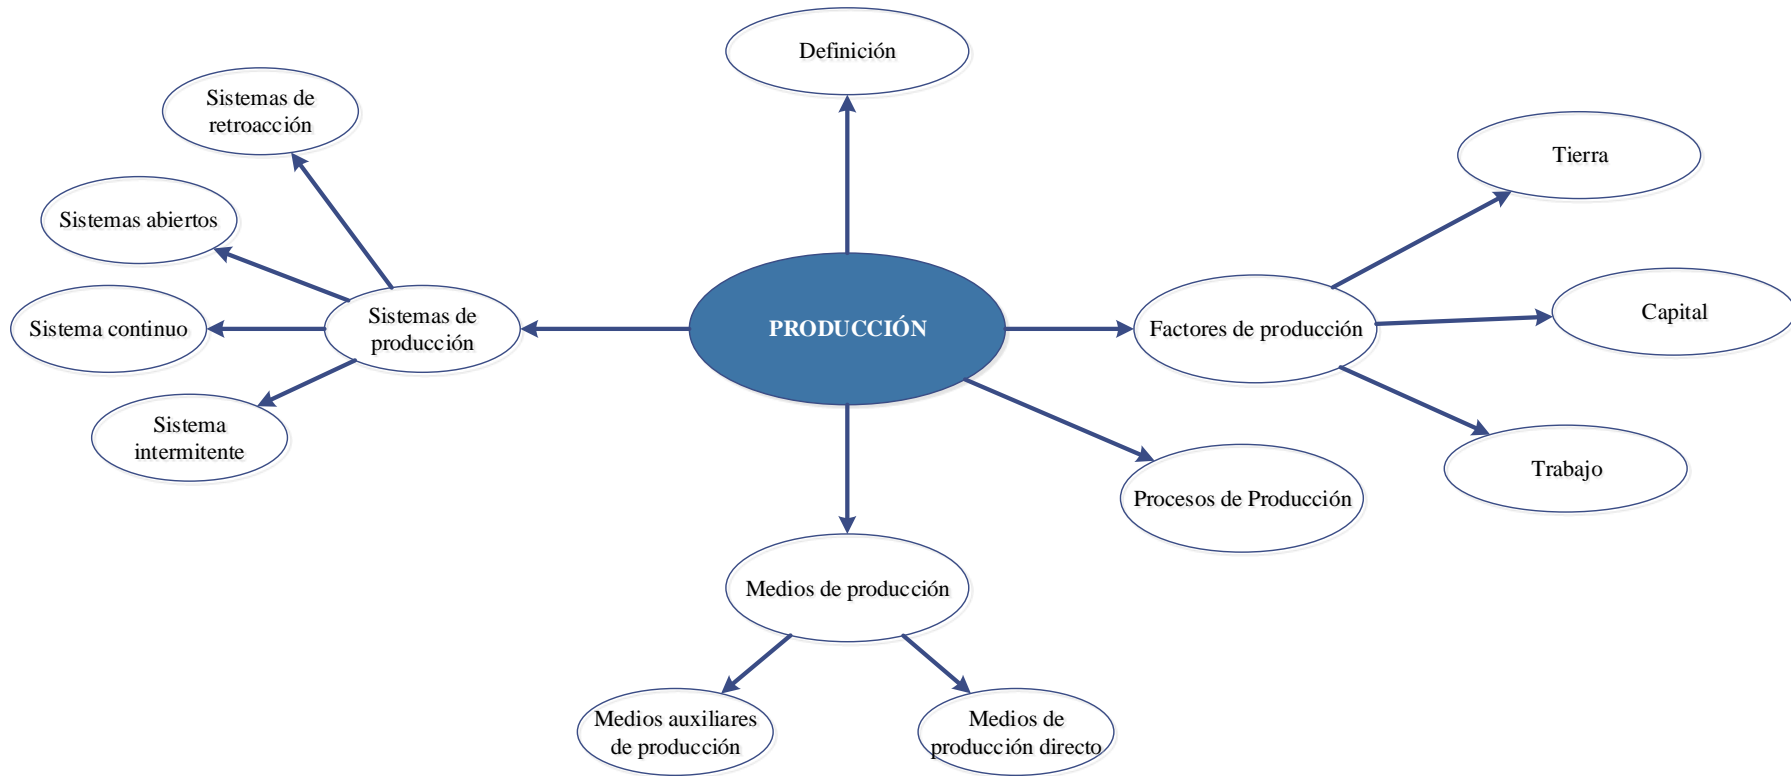 Definición
Sistemas de
retroacción
Tierra
Sistemas abiertos
Capital
Sistema continuo
Sistemas de
producción
PRODUCCIÓN
Factores de producción
Sistema
intermitente
Trabajo
Procesos de Producción
Medios de producción
Medios auxiliares
de producción
Medios de
producción directo